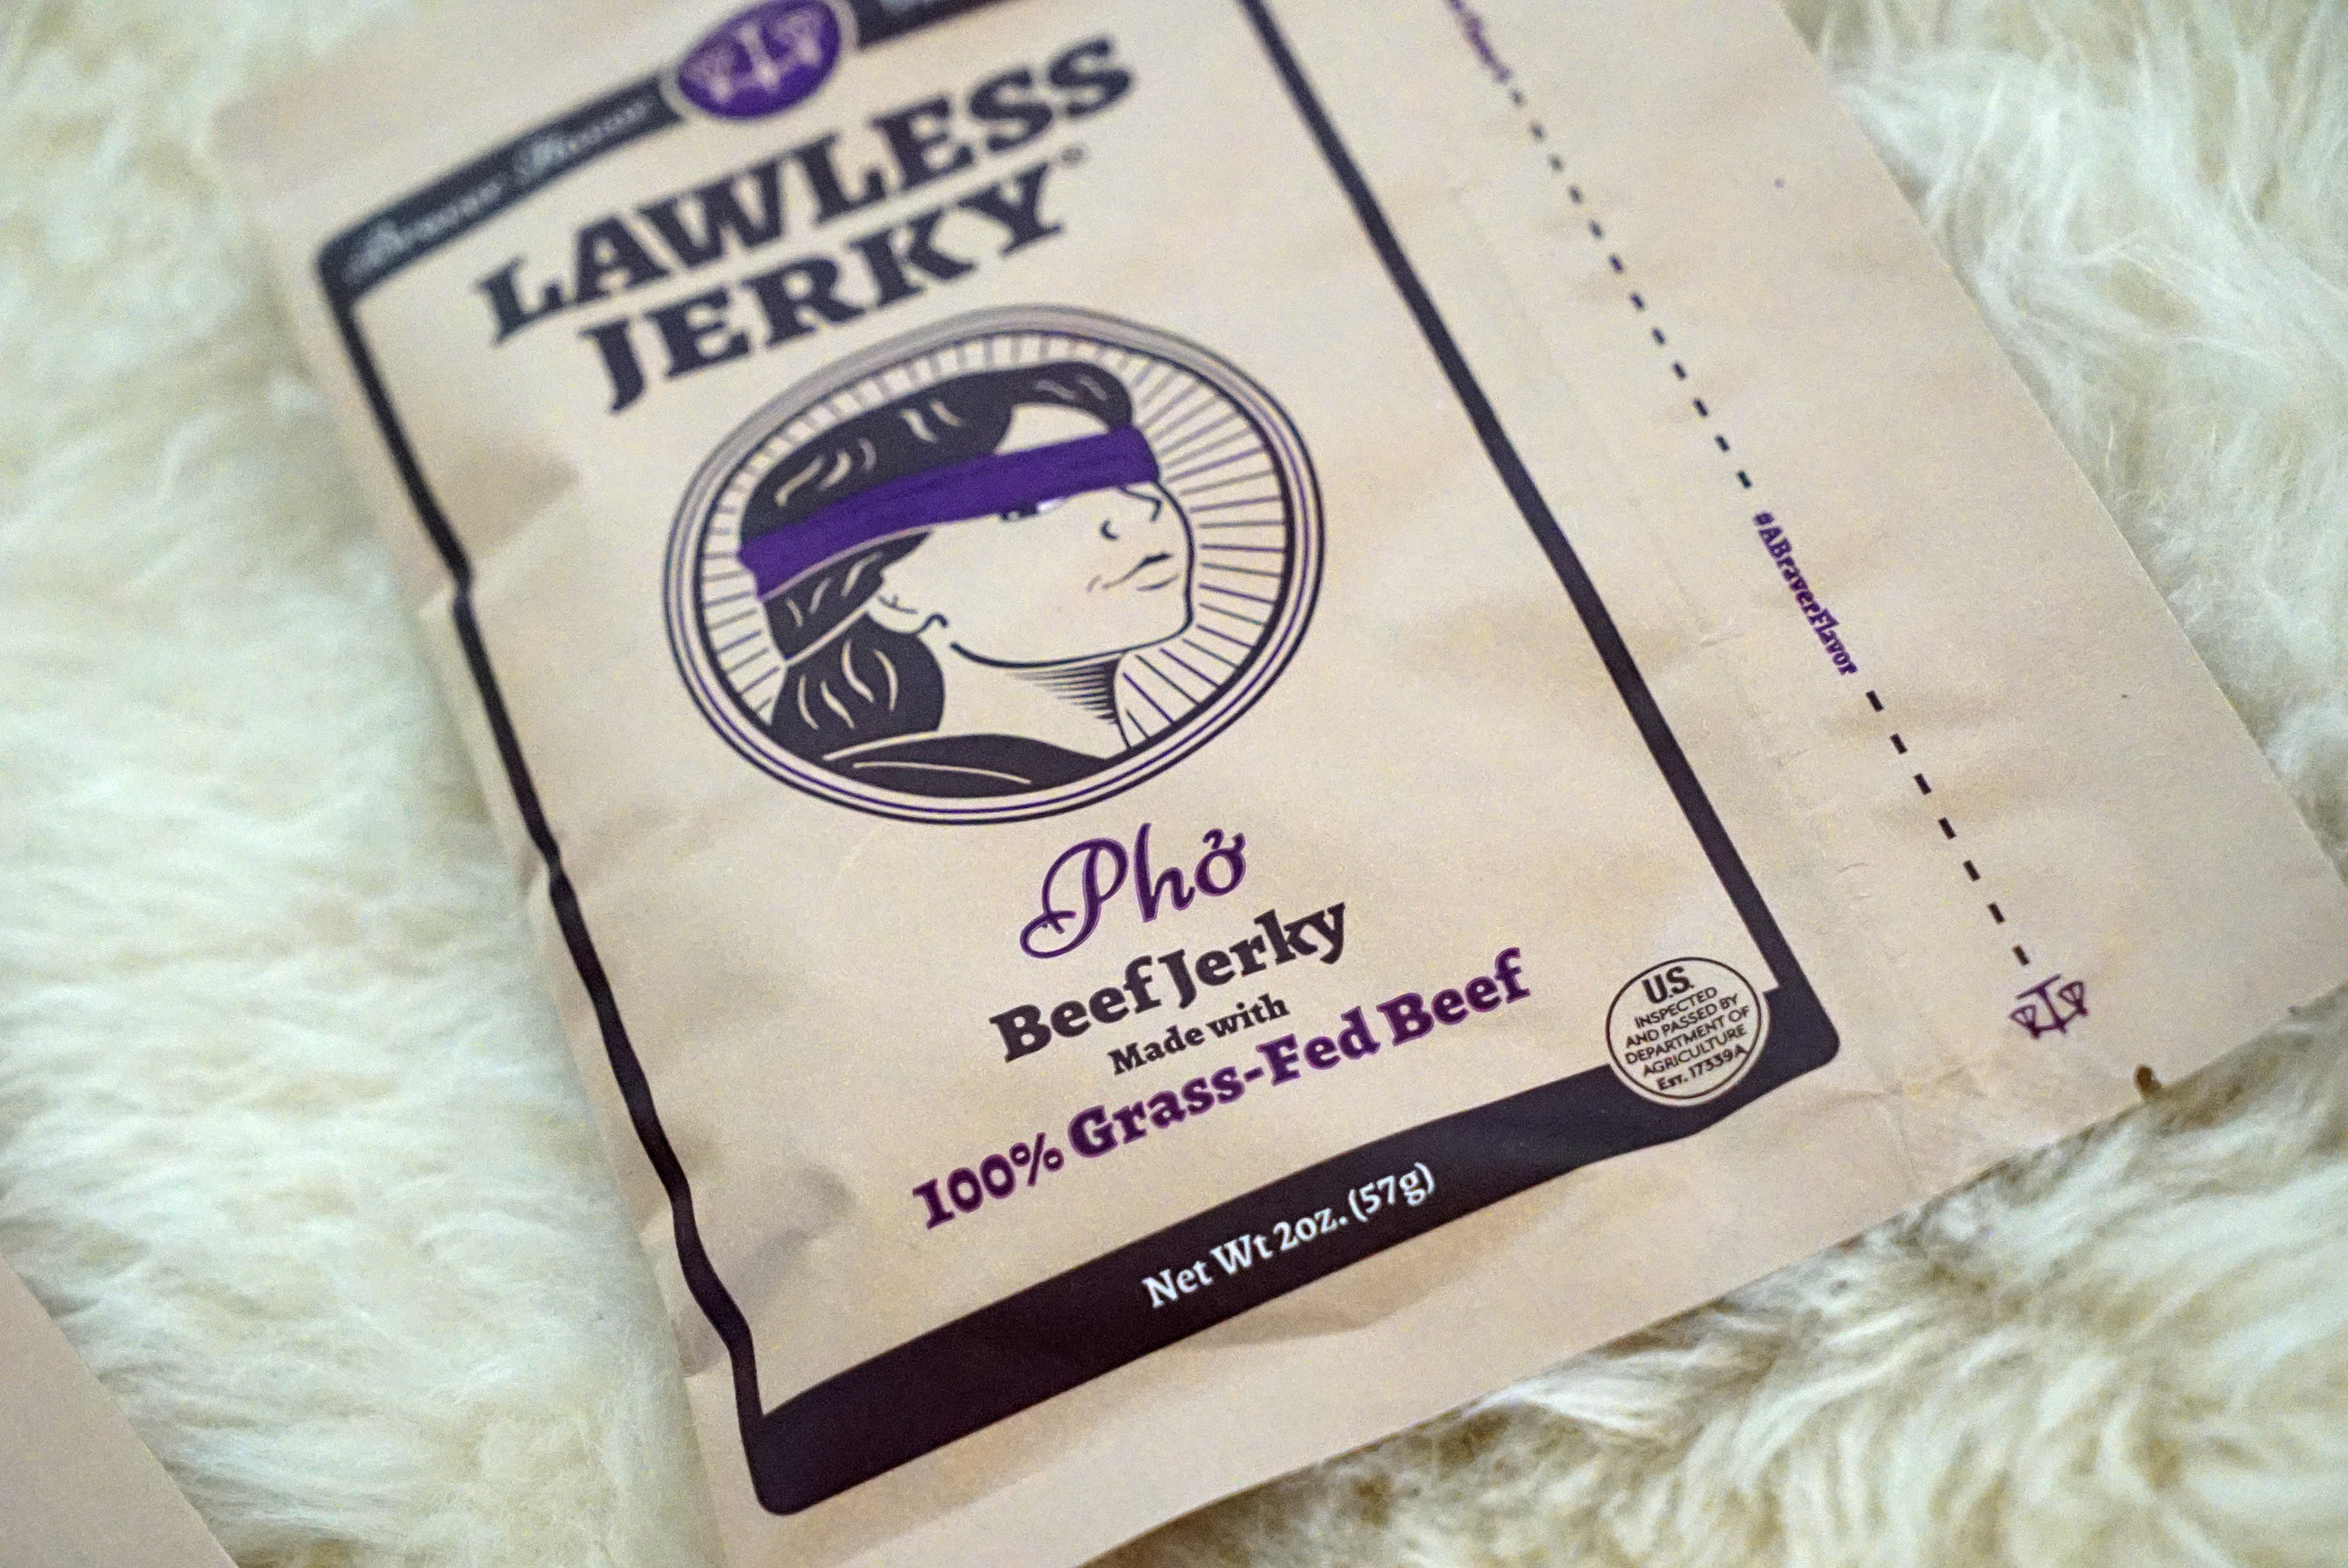 LAWLESS
JERKY
Phở
Beef Jerky
Made with
100% Grass-Fed Beef
U.S.
INSPECTED
AND PASSED BY
DEPARTMENT OF
AGRICULTURE
EST. 17339A
Net Wt 2oz. (57g)
#ABraverFlavor